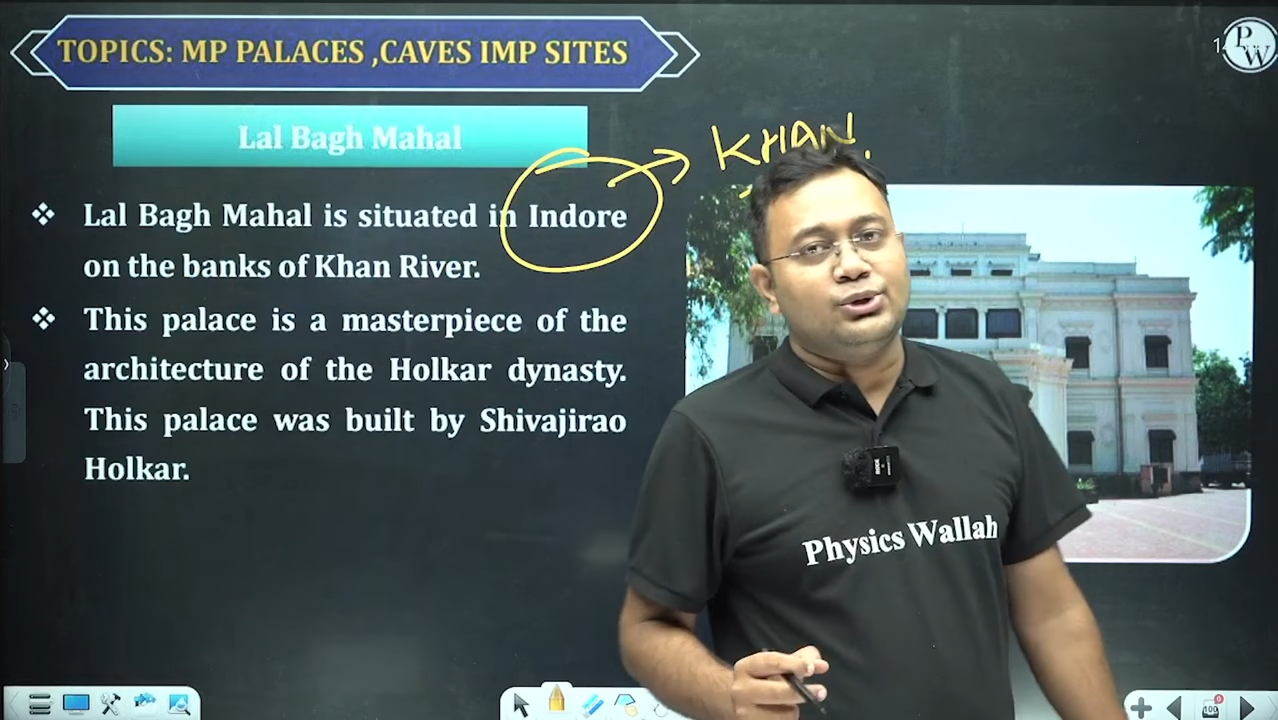 TOPICS: MP PALACES ,CAVES IMP SITES
PW
Lal Bagh Mahal
KHAN.
❖ Lal Bagh Mahal is situated in Indore
on the banks of Khan River.
❖ This palace is a masterpiece of the
architecture of the Holkar dynasty.
This palace was built by Shivajirao
Holkar.
RODE
Physics Wallah
100